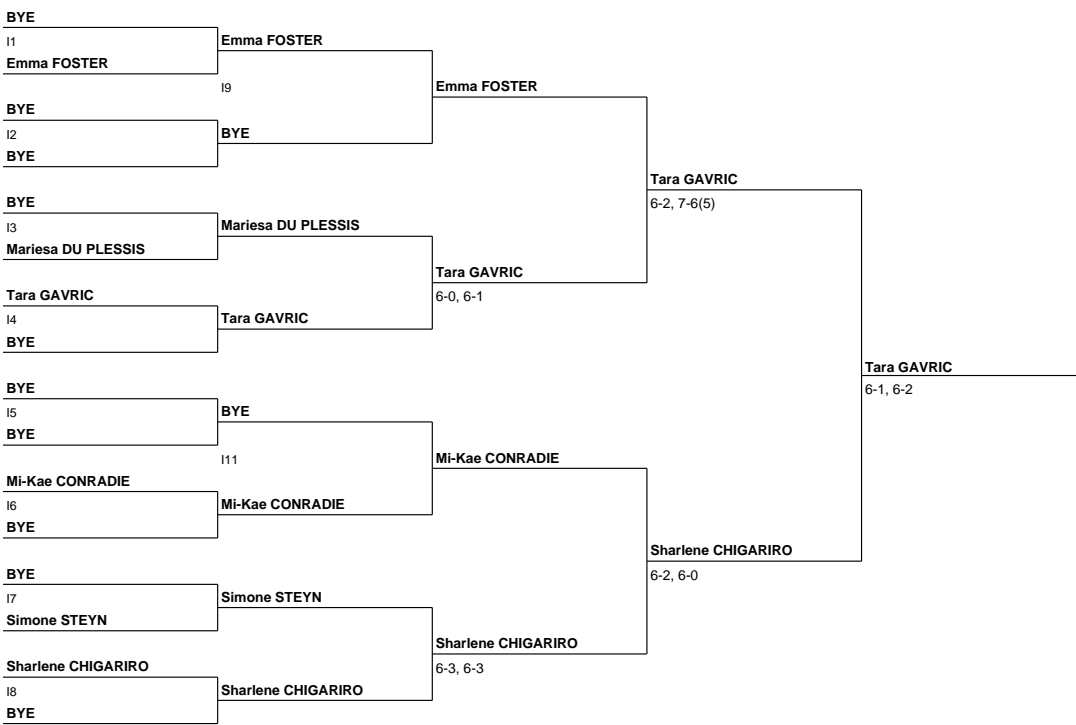 BYE
I1
Emma FOSTER
BYE
I2
BYE
BYE
I3
Mariesa DU PLESSIS
Tara GAVRIC
I4
BYE
BYE
I5
BYE
Mi-Kae CONRADIE
I6
BYE
BYE
I7
Simone STEYN
Sharlene CHIGARIRO
I8
BYE
Emma FOSTER
I9
BYE
Mariesa DU PLESSIS
Tara GAVRIC
BYE
I11
Mi-Kae CONRADIE
Simone STEYN
Sharlene CHIGARIRO
Emma FOSTER
Tara GAVRIC
6-0, 6-1
Mi-Kae CONRADIE
Sharlene CHIGARIRO
6-3, 6-3
Tara GAVRIC
6-2, 7-6(5)
Sharlene CHIGARIRO
6-2, 6-0
Tara GAVRIC
6-1, 6-2